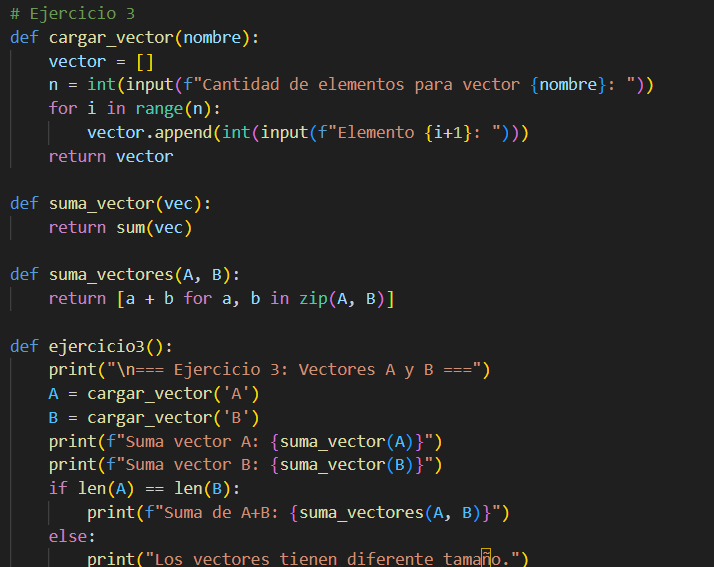 # Ejercicio 3
def cargar_vector(nombre):
    vector = []
    n = int(input(f"Cantidad de elementos para vector {nombre}: "))
    for i in range(n):
        vector.append(int(input(f"Elemento {i+1}: ")))
    return vector

def suma_vector(vec):
    return sum(vec)

def suma_vectores(A, B):
    return [a + b for a, b in zip(A, B)]

def ejercicio3():
    print("\n=== Ejercicio 3: Vectores A y B ===")
    A = cargar_vector('A')
    B = cargar_vector('B')
    print(f"Suma vector A: {suma_vector(A)}")
    print(f"Suma vector B: {suma_vector(B)}")
    if len(A) == len(B):
        print(f"Suma de A+B: {suma_vectores(A, B)}")
    else:
        print("Los vectores tienen diferente tamaño.")